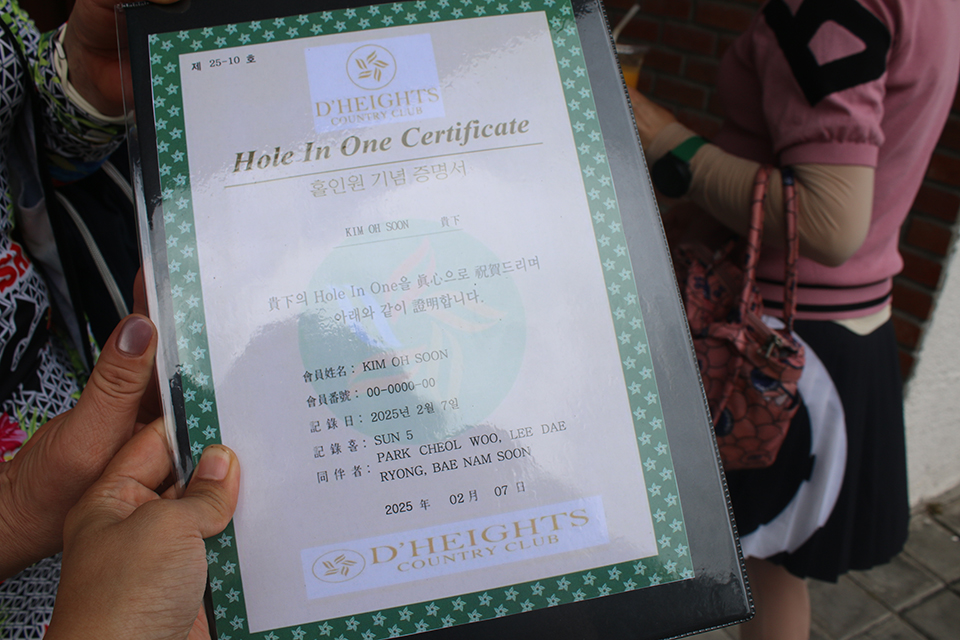 제 25-10 호
D'HEIGHTS
COUNTRY CLUB
Hole In One Certificate
홀인원 기념 증명서
KIM OH SOON 貴下
貴下의 Hole In One을 眞心으로 祝賀드리며
아래와 같이 證明합니다.
會員姓名 : KIM OH SOON
會員番號 : 00-0000-00
記 錄 日 : 2025년 2월 7일
記 錄 홀 : SUN 5
同 伴 者 : PARK CHEOL WOO, LEE DAE
RYONG, BAE NAM SOON
2025 年 02月 07日
D'HEIGHTS
COUNTRY CLUB